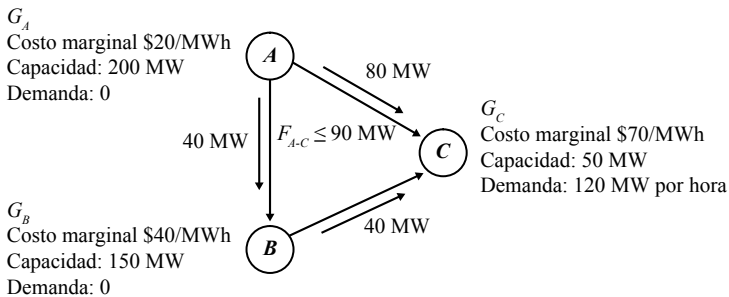 G_A
Costo marginal $20/MWh
Capacidad: 200 MW
Demanda: 0
A
80 MW
40 MW
F_{A-C} ≤ 90 MW
G_C
Costo marginal $70/MWh
Capacidad: 50 MW
Demanda: 120 MW por hora
C
G_B
Costo marginal $40/MWh
Capacidad: 150 MW
Demanda: 0
B
40 MW